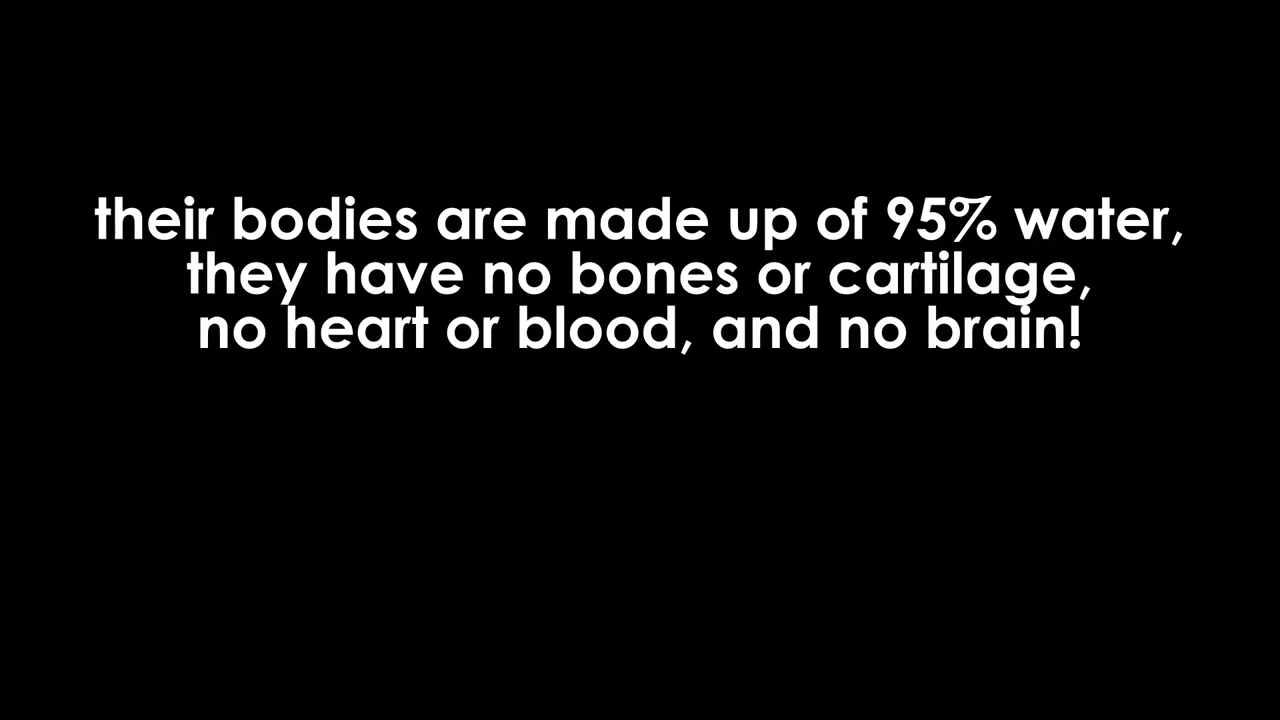 their bodies are made up of 95% water,
they have no bones or cartilage,
no heart or blood, and no brain!